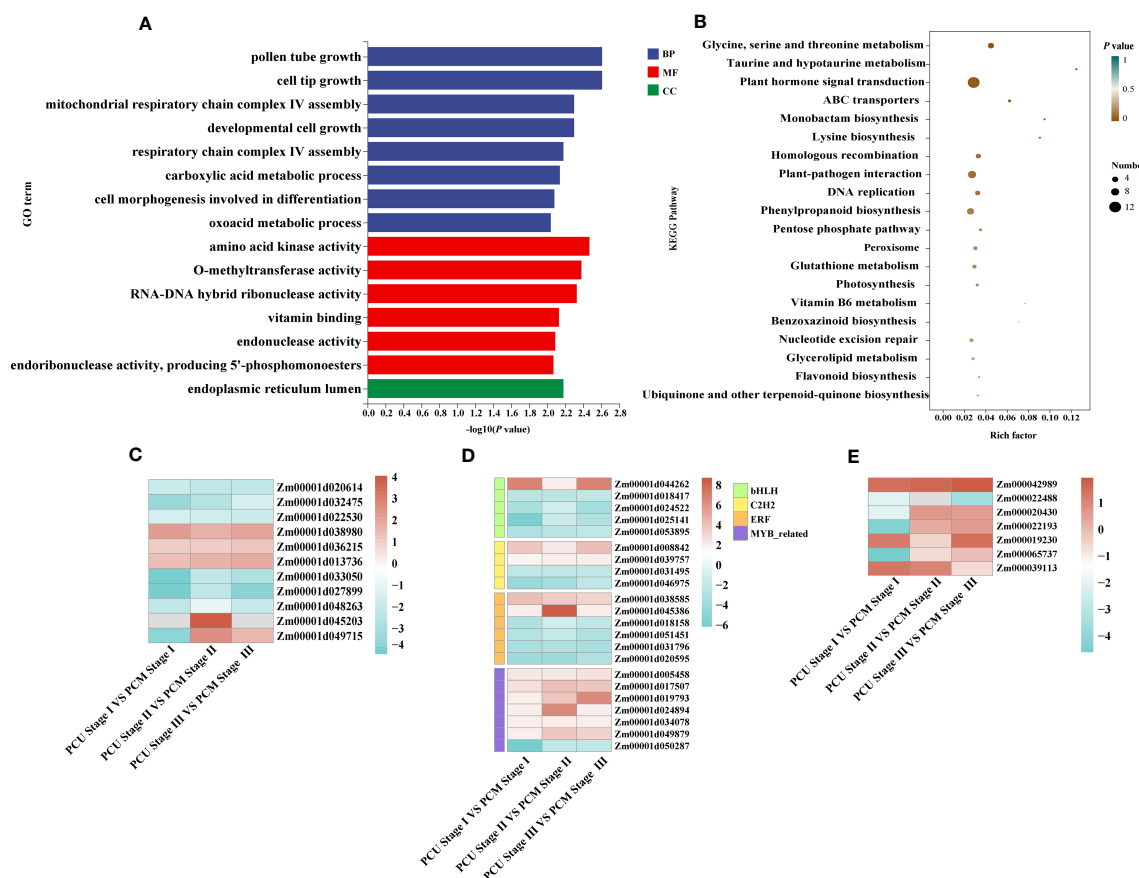 A
pollen tube growth
cell tip growth
mitochondrial respiratory chain complex IV assembly
developmental cell growth
respiratory chain complex IV assembly
carboxylic acid metabolic process
cell morphogenesis involved in differentiation
oxoacid metabolic process
amino acid kinase activity
O-methyltransferase activity
RNA-DNA hybrid ribonuclease activity
vitamin binding
endonuclease activity
endoribonuclease activity, producing 5'-phosphomonoesters
endoplasmic reticulum lumen
GO term
0.0 0.2 0.4 0.6 0.8 1.0 1.2 1.4 1.6 1.8 2.0 2.2 2.4 2.6 2.8
-log10(P value)
BP
MF
CC
B
Glycine, serine and threonine metabolism
Taurine and hypotaurine metabolism
Plant hormone signal transduction
ABC transporters
Monobactam biosynthesis
Lysine biosynthesis
Homologous recombination
Plant-pathogen interaction
DNA replication
Phenylpropanoid biosynthesis
Pentose phosphate pathway
Peroxisome
Glutathione metabolism
Photosynthesis
Vitamin B6 metabolism
Benzoxazinoid biosynthesis
Nucleotide excision repair
Glycerolipid metabolism
Flavonoid biosynthesis
Ubiquinone and other terpenoid-quinone biosynthesis
KEGG Pathway
0.00 0.02 0.04 0.06 0.08 0.10 0.12
Rich factor
P value
1
0.5
0
Numbe
4
8
12
C
Zm00001d020614
Zm00001d032475
Zm00001d022530
Zm00001d038980
Zm00001d036215
Zm00001d013736
Zm00001d033050
Zm00001d027899
Zm00001d048263
Zm00001d045203
Zm00001d049715
4
3
2
1
0
−1
−2
−3
−4
PCU Stage I VS PCM Stage I
PCU Stage II VS PCM Stage II
PCU Stage III VS PCM Stage III
D
Zm00001d044262
Zm00001d018417
Zm00001d024522
Zm00001d025141
Zm00001d053895
Zm00001d008842
Zm00001d039757
Zm00001d031495
Zm00001d046975
Zm00001d038585
Zm00001d045386
Zm00001d018158
Zm00001d051451
Zm00001d031796
Zm00001d020595
Zm00001d005458
Zm00001d017507
Zm00001d019793
Zm00001d024894
Zm00001d034078
Zm00001d049879
Zm00001d050287
8
6
4
2
0
−2
−4
−6
bHLH
C2H2
ERF
MYB_related
PCU Stage I VS PCM Stage I
PCU Stage II VS PCM Stage II
PCU Stage III VS PCM Stage III
E
Zm000042989
Zm000022488
Zm000020430
Zm000022193
Zm000019230
Zm000065737
Zm000039113
1
0
−1
−2
−3
−4
PCU Stage I VS PCM Stage I
PCU Stage II VS PCM Stage II
PCU Stage III VS PCM Stage III